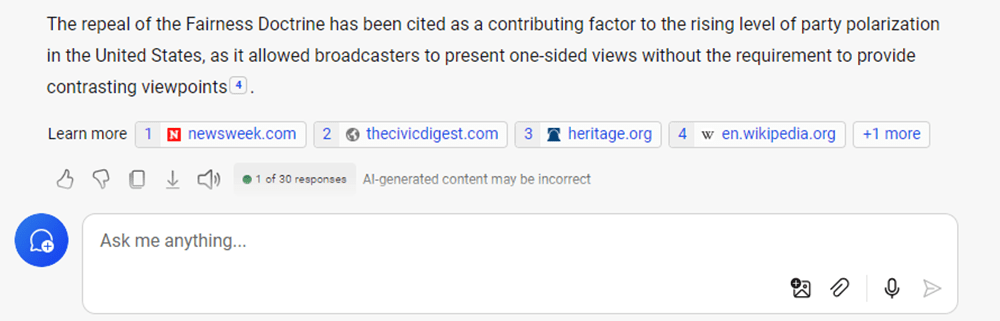 The repeal of the Fairness Doctrine has been cited as a contributing factor to the rising level of party polarization
in the United States, as it allowed broadcasters to present one-sided views without the requirement to provide
contrasting viewpoints 4 .
Learn more 1 N newsweek.com 2 thecivicdigest.com 3 heritage.org 4 W en.wikipedia.org +1 more
1 of 30 responses AI-generated content may be incorrect
Ask me anything...